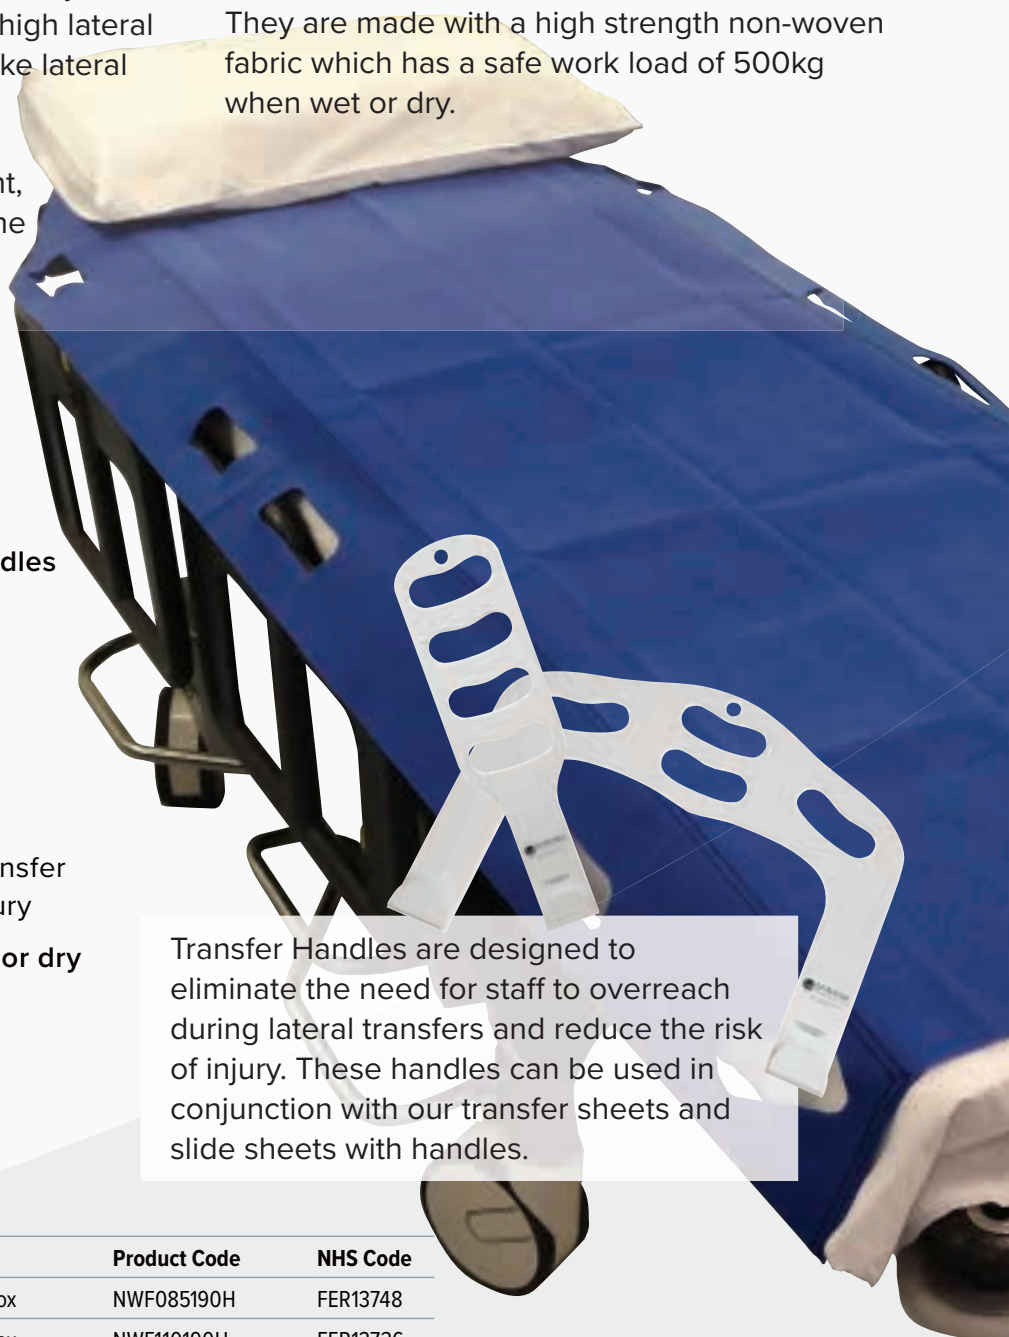 high lateral
ke lateral
They are made with a high strength non-woven
fabric which has a safe work load of 500kg
when wet or dry.
nt,
ne
dles
nsfer
ury
or dry
Transfer Handles are designed to
eliminate the need for staff to overreach
during lateral transfers and reduce the risk
of injury. These handles can be used in
conjunction with our transfer sheets and
slide sheets with handles.
Product Code NHS Code
ox NWF085190H FER13748